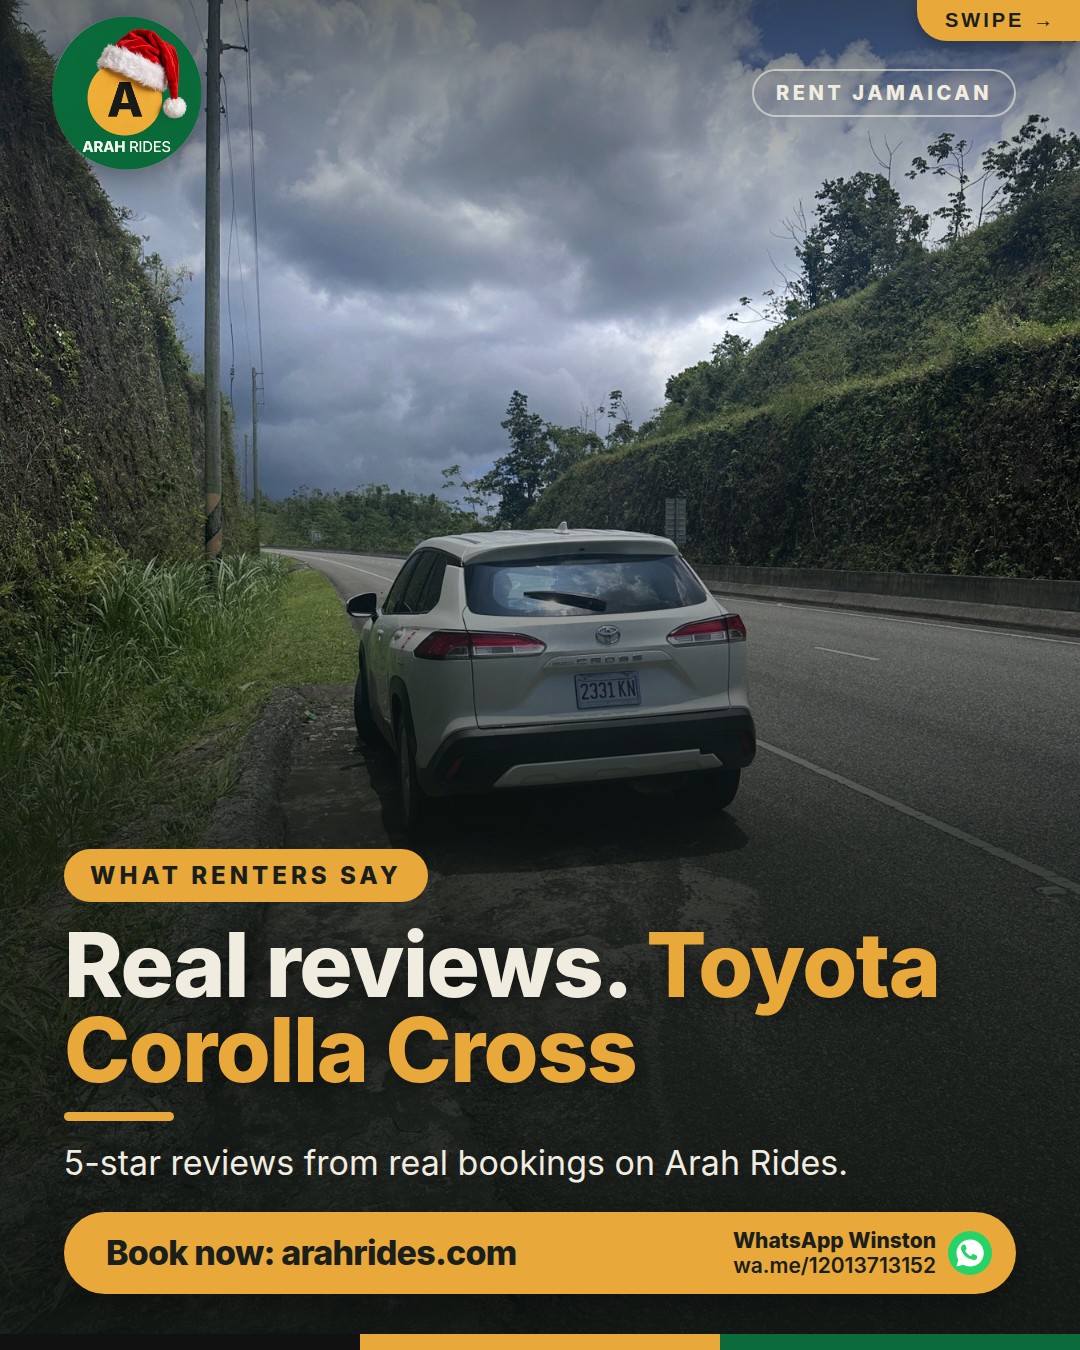 SWIPE →
RENT JAMAICAN
A
ARAH RIDES
CROSS
2331 KN
WHAT RENTERS SAY
Real reviews. Toyota
Corolla Cross
5-star reviews from real bookings on Arah Rides.
Book now: arahrides.com
WhatsApp Winston
wa.me/12013713152